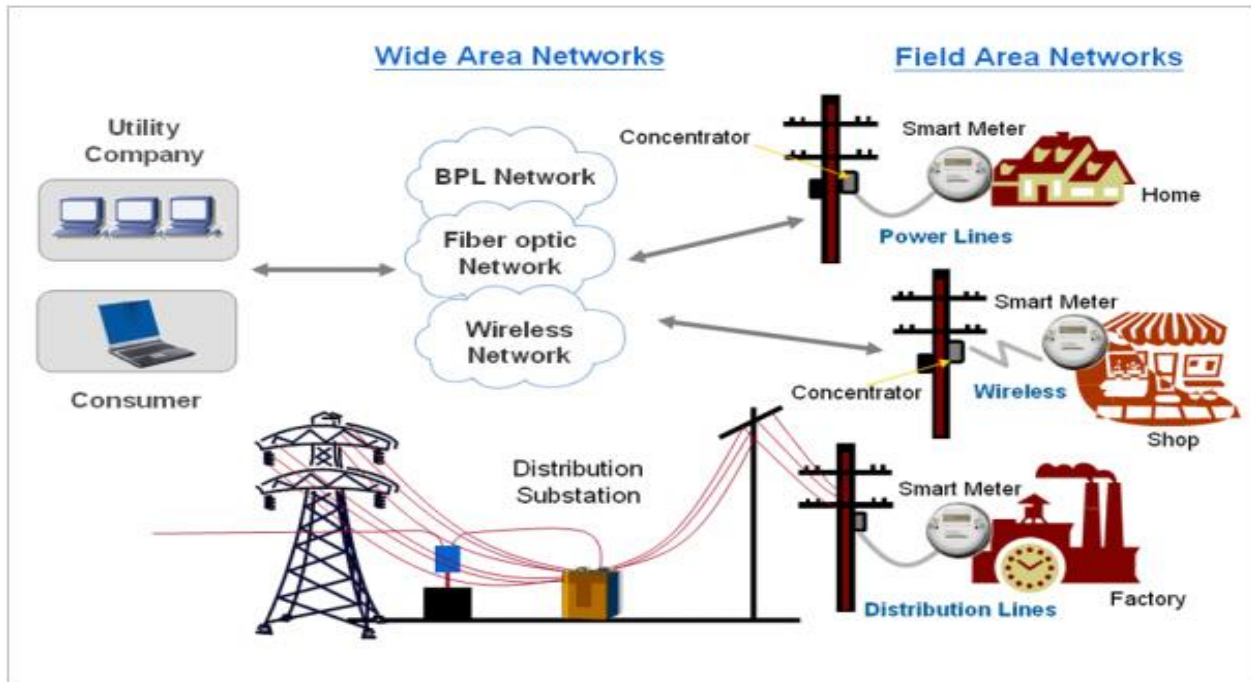 Wide Area Networks
Field Area Networks
Utility
Company
Consumer
BPL Network
Fiber optic
Network
Wireless
Network
Concentrator
Smart Meter
Home
Power Lines
Smart Meter
Concentrator
Wireless
Shop
Distribution
Substation
Smart Meter
Distribution Lines
Factory